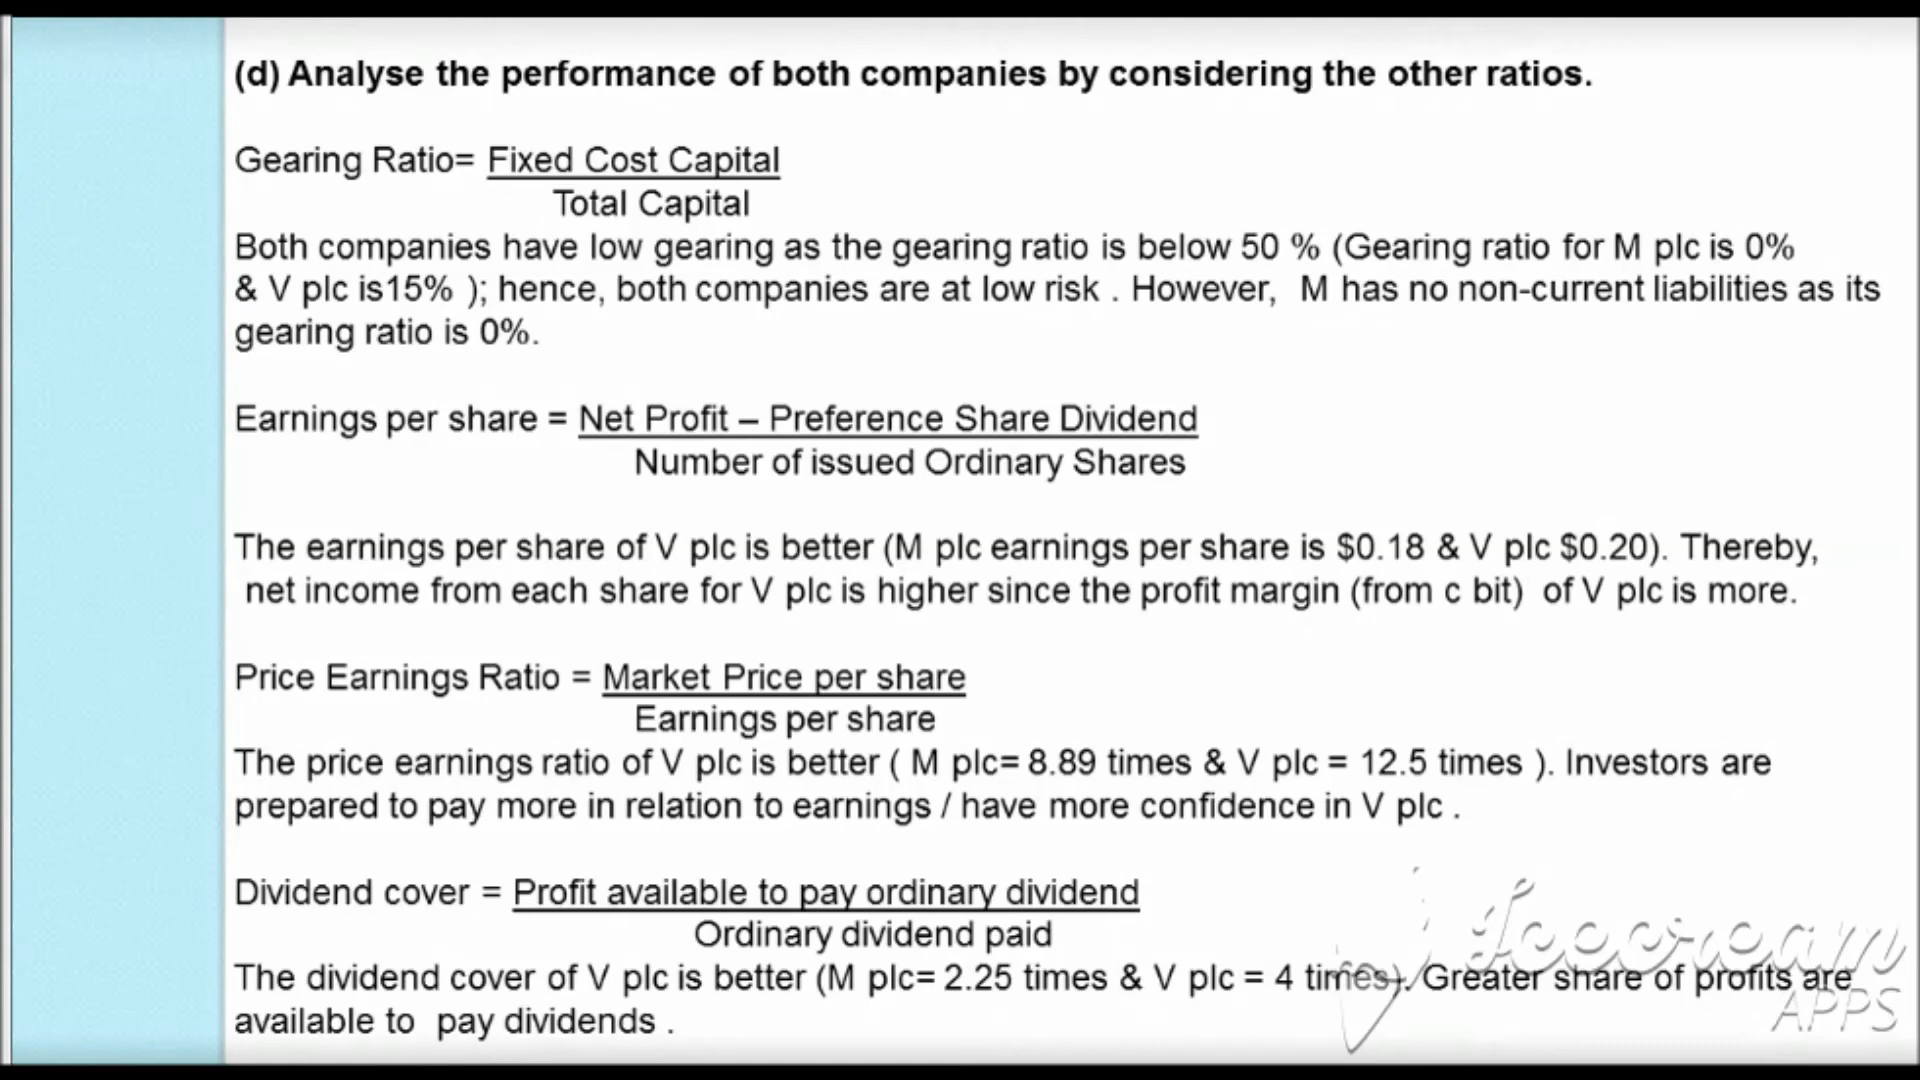 (d) Analyse the performance of both companies by considering the other ratios.
Gearing Ratio= Fixed Cost Capital
Total Capital
Both companies have low gearing as the gearing ratio is below 50 % (Gearing ratio for M plc is 0%
& V plc is15% ); hence, both companies are at low risk . However, M has no non-current liabilities as its
gearing ratio is 0%.
Earnings per share = Net Profit – Preference Share Dividend
Number of issued Ordinary Shares
The earnings per share of V plc is better (M plc earnings per share is $0.18 & V plc $0.20). Thereby,
net income from each share for V plc is higher since the profit margin (from c bit) of V plc is more.
Price Earnings Ratio = Market Price per share
Earnings per share
The price earnings ratio of V plc is better ( M plc= 8.89 times & V plc = 12.5 times ). Investors are
prepared to pay more in relation to earnings / have more confidence in V plc .
Dividend cover = Profit available to pay ordinary dividend
Ordinary dividend paid
The dividend cover of V plc is better (M plc= 2.25 times & V plc = 4 times). Greater share of profits are
available to pay dividends .
Icecream
APPS